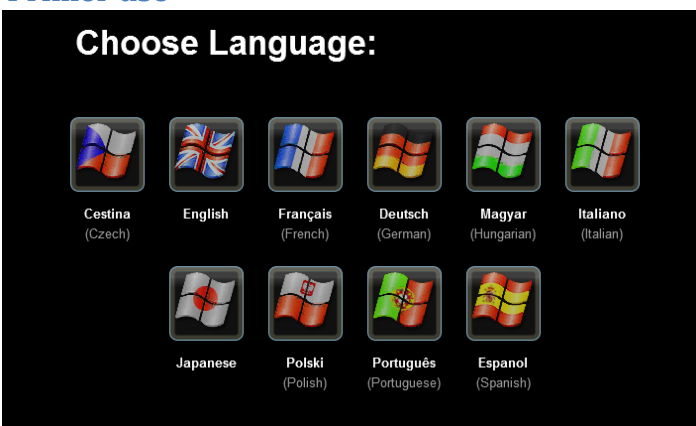 Choose Language:
Cestina English Français Deutsch Magyar Italiano
(Czech) (French) (German) (Hungarian) (Italian)
Japanese Polski Português Espanol
(Polish) (Portuguese) (Spanish)